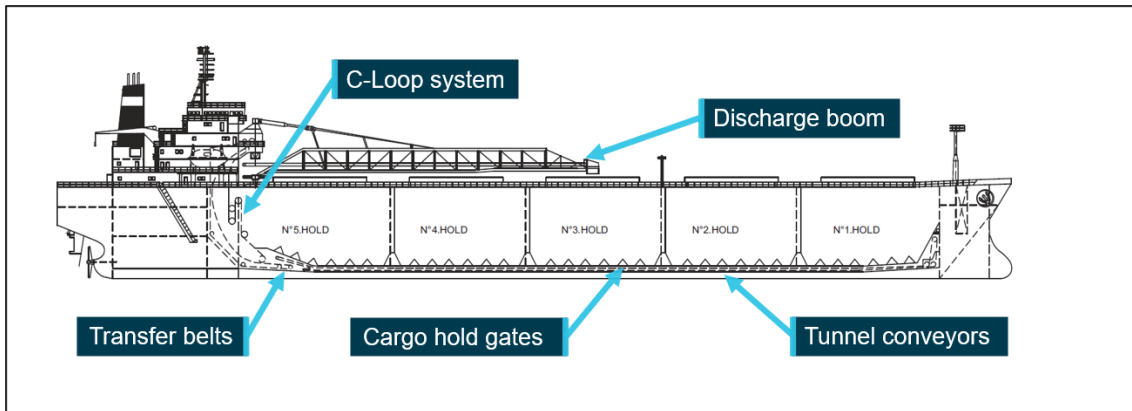 C-Loop system
Discharge boom
N°5.HOLD
N°4.HOLD
N°3.HOLD
N°2.HOLD
N°1.HOLD
Transfer belts
Cargo hold gates
Tunnel conveyors